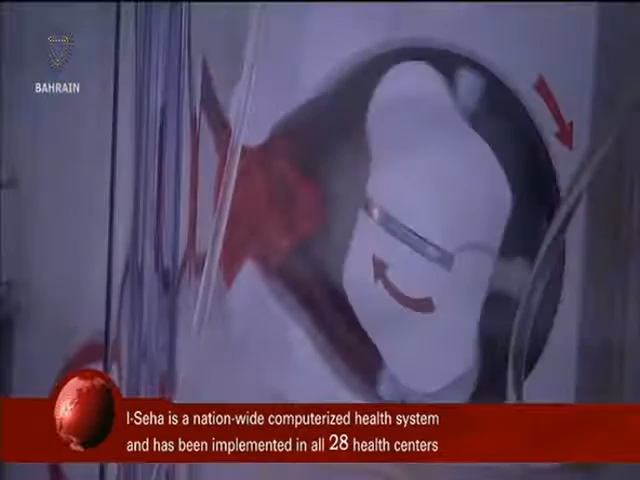 BAHRAIN
I-Seha is a nation-wide computerized health system
and has been implemented in all 28 health centers